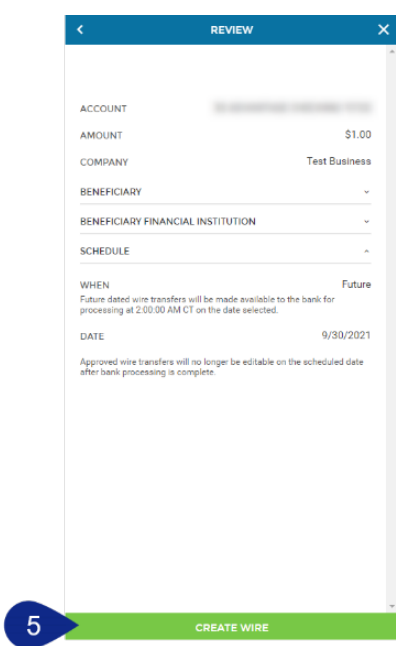 REVIEW
ACCOUNT
AMOUNT $1.00
COMPANY Test Business
BENEFICIARY
BENEFICIARY FINANCIAL INSTITUTION
SCHEDULE
WHEN Future
Future dated wire transfers will be made available to the bank for
processing at 2:00:00 AM CT on the date selected.
DATE 9/30/2021
Approved wire transfers will no longer be editable on the scheduled date
after bank processing is complete.
5 CREATE WIRE